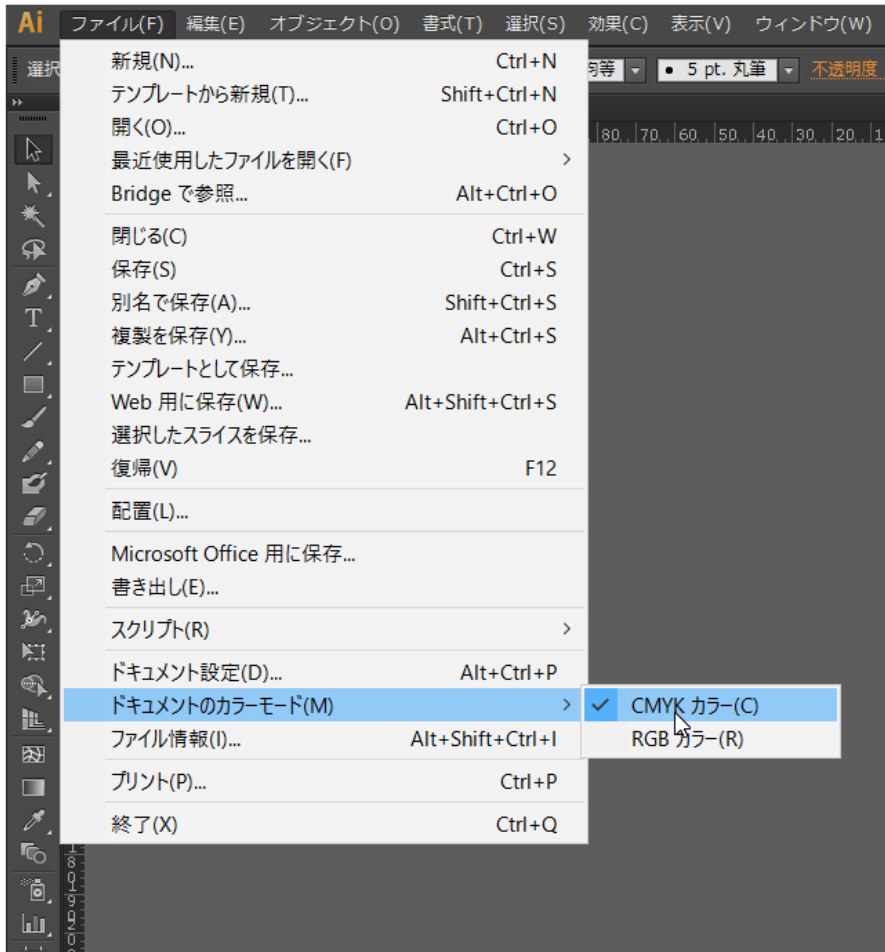 Ai ファイル(F) 編集(E) オブジェクト(O) 書式(T) 選択(S) 効果(C) 表示(V) ウィンドウ(W)
選択 均等 5 pt. 丸筆 不透明度
80 70 60 50 40 30 20 1
新規(N)... Ctrl+N
テンプレートから新規(T)... Shift+Ctrl+N
開く(O)... Ctrl+O
最近使用したファイルを開く(F)
Bridge で参照... Alt+Ctrl+O
閉じる(C) Ctrl+W
保存(S) Ctrl+S
別名で保存(A)... Shift+Ctrl+S
複製を保存(Y)... Alt+Ctrl+S
テンプレートとして保存...
Web 用に保存(W)... Alt+Shift+Ctrl+S
選択したスライスを保存...
復帰(V) F12
配置(L)...
Microsoft Office 用に保存...
書き出し(E)...
スクリプト(R)
ドキュメント設定(D)... Alt+Ctrl+P
ドキュメントのカラーモード(M) CMYK カラー(C)
ファイル情報(I)... Alt+Shift+Ctrl+I RGB カラー(R)
プリント(P)... Ctrl+P
終了(X) Ctrl+Q